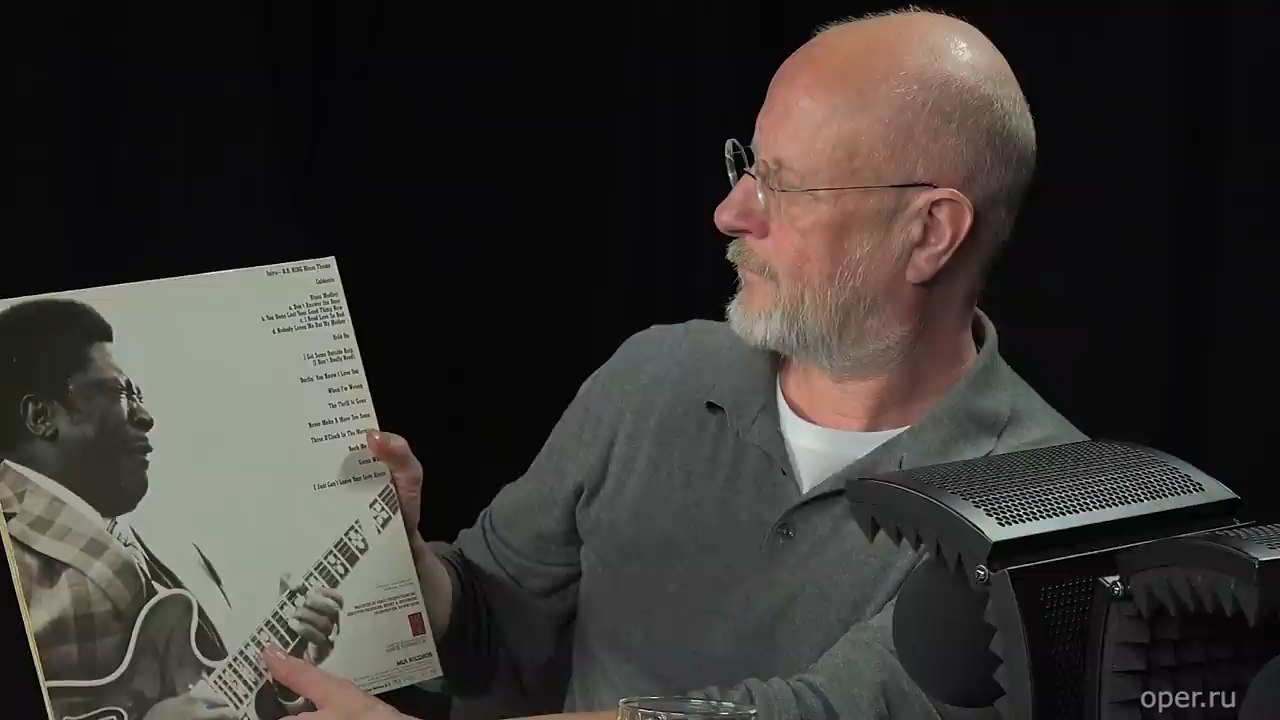 Intro—B.B. KING Blues Theme
Caldonia
Blues Medley:
a. Don't Answer the Door
b. You Done Lost Your Good Thing Now
c. I Need Love So Bad
d. Nobody Loves Me But My Mother
Hold On
I Got Some Outside Help
(I Don't Really Need)
Darlin' You Know I Love You
When I'm Wrong
The Thrill Is Gone
Never Make A Move Too Soon
Three O'Clock In The
Rock Me
I Just Can't Leave Your Love Alone
MCA RECORDS
oper.ru